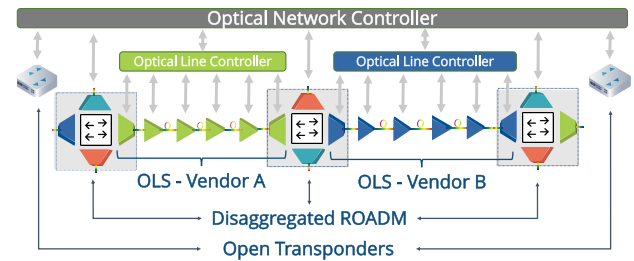 Optical Network Controller
Optical Line Controller
Optical Line Controller
OLS - Vendor A
OLS - Vendor B
Disaggregated ROADM
Open Transponders